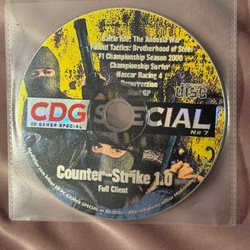 Battle Isle: The Andosia War
Fallout Tactics: Brotherhood of Steel
F1 Championship Season 2000
Championship Surfer
Nascar Racing 4
CDG SPECIAL
CD GAMER SPECIAL
No 7
Counter-Strike 1.0
Full Client